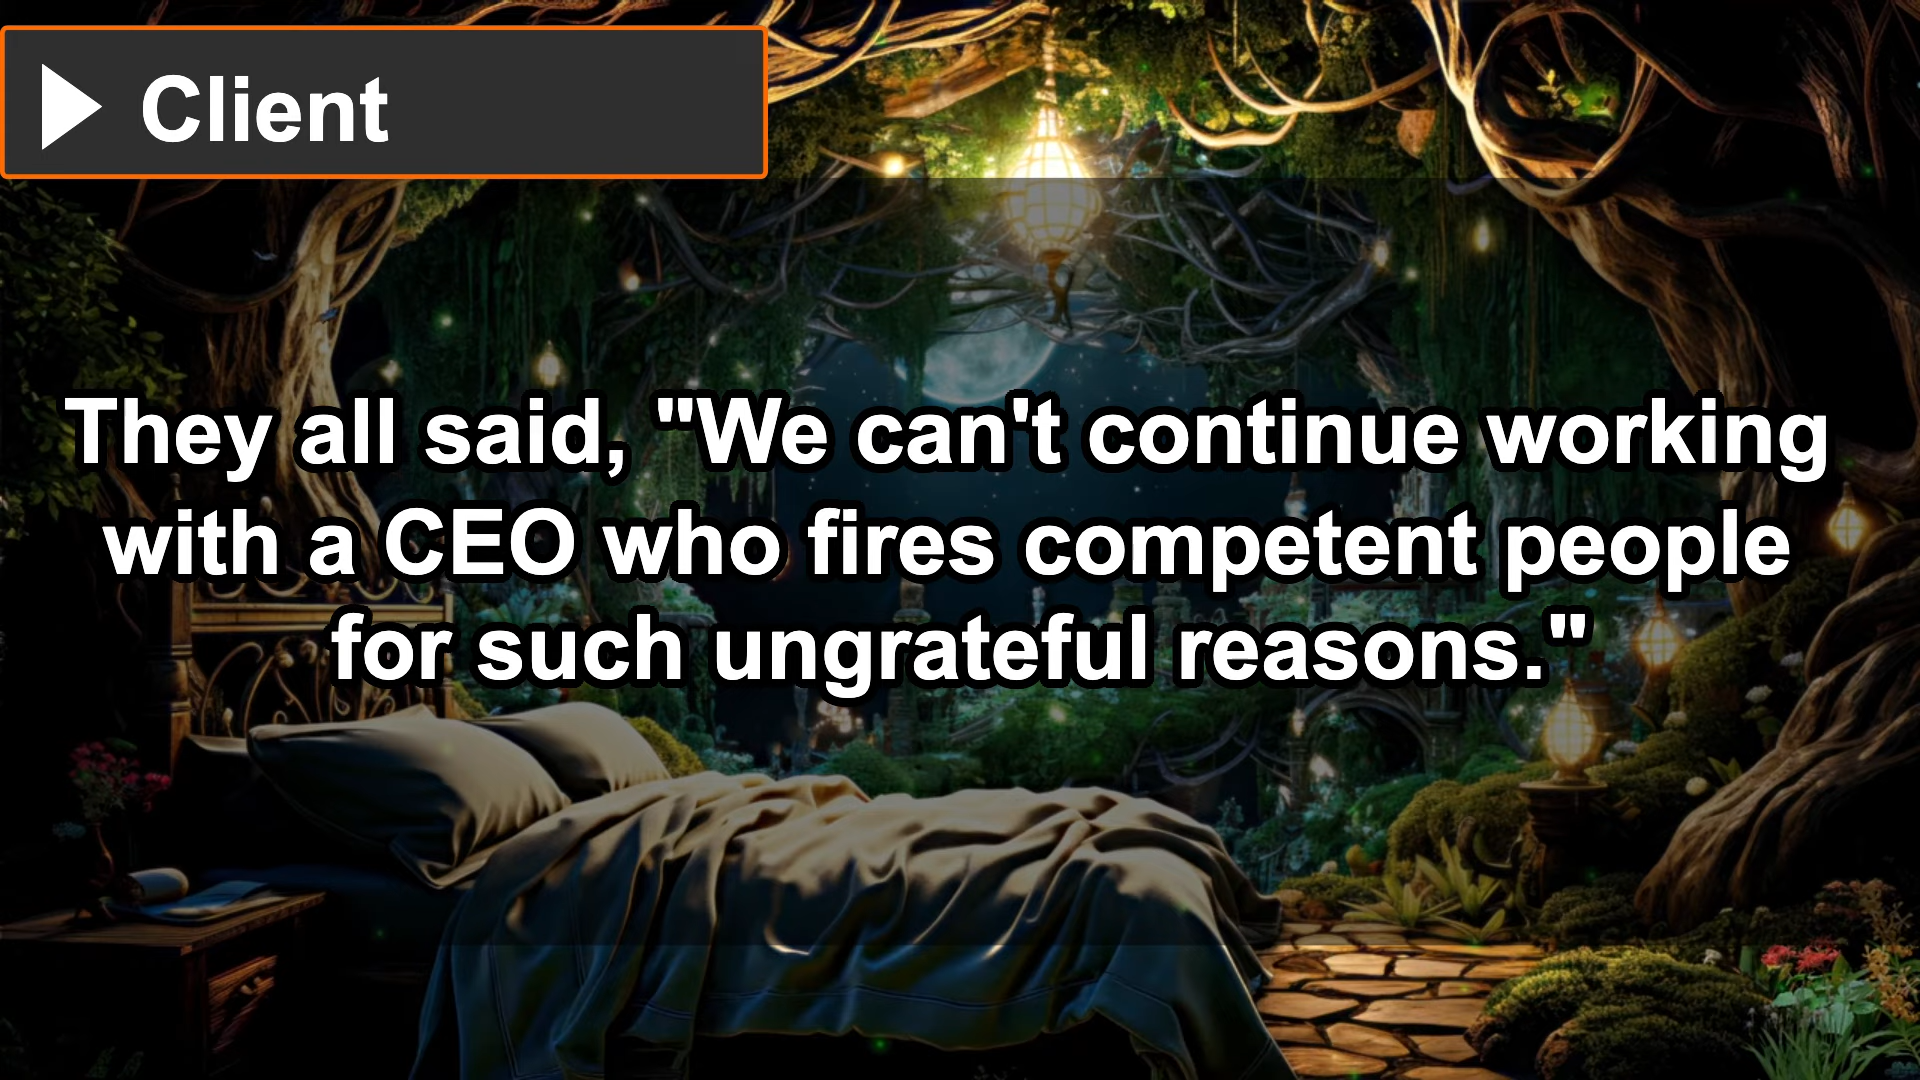 Client
They all said, "We can't continue working
with a CEO who fires competent people
for such ungrateful reasons."